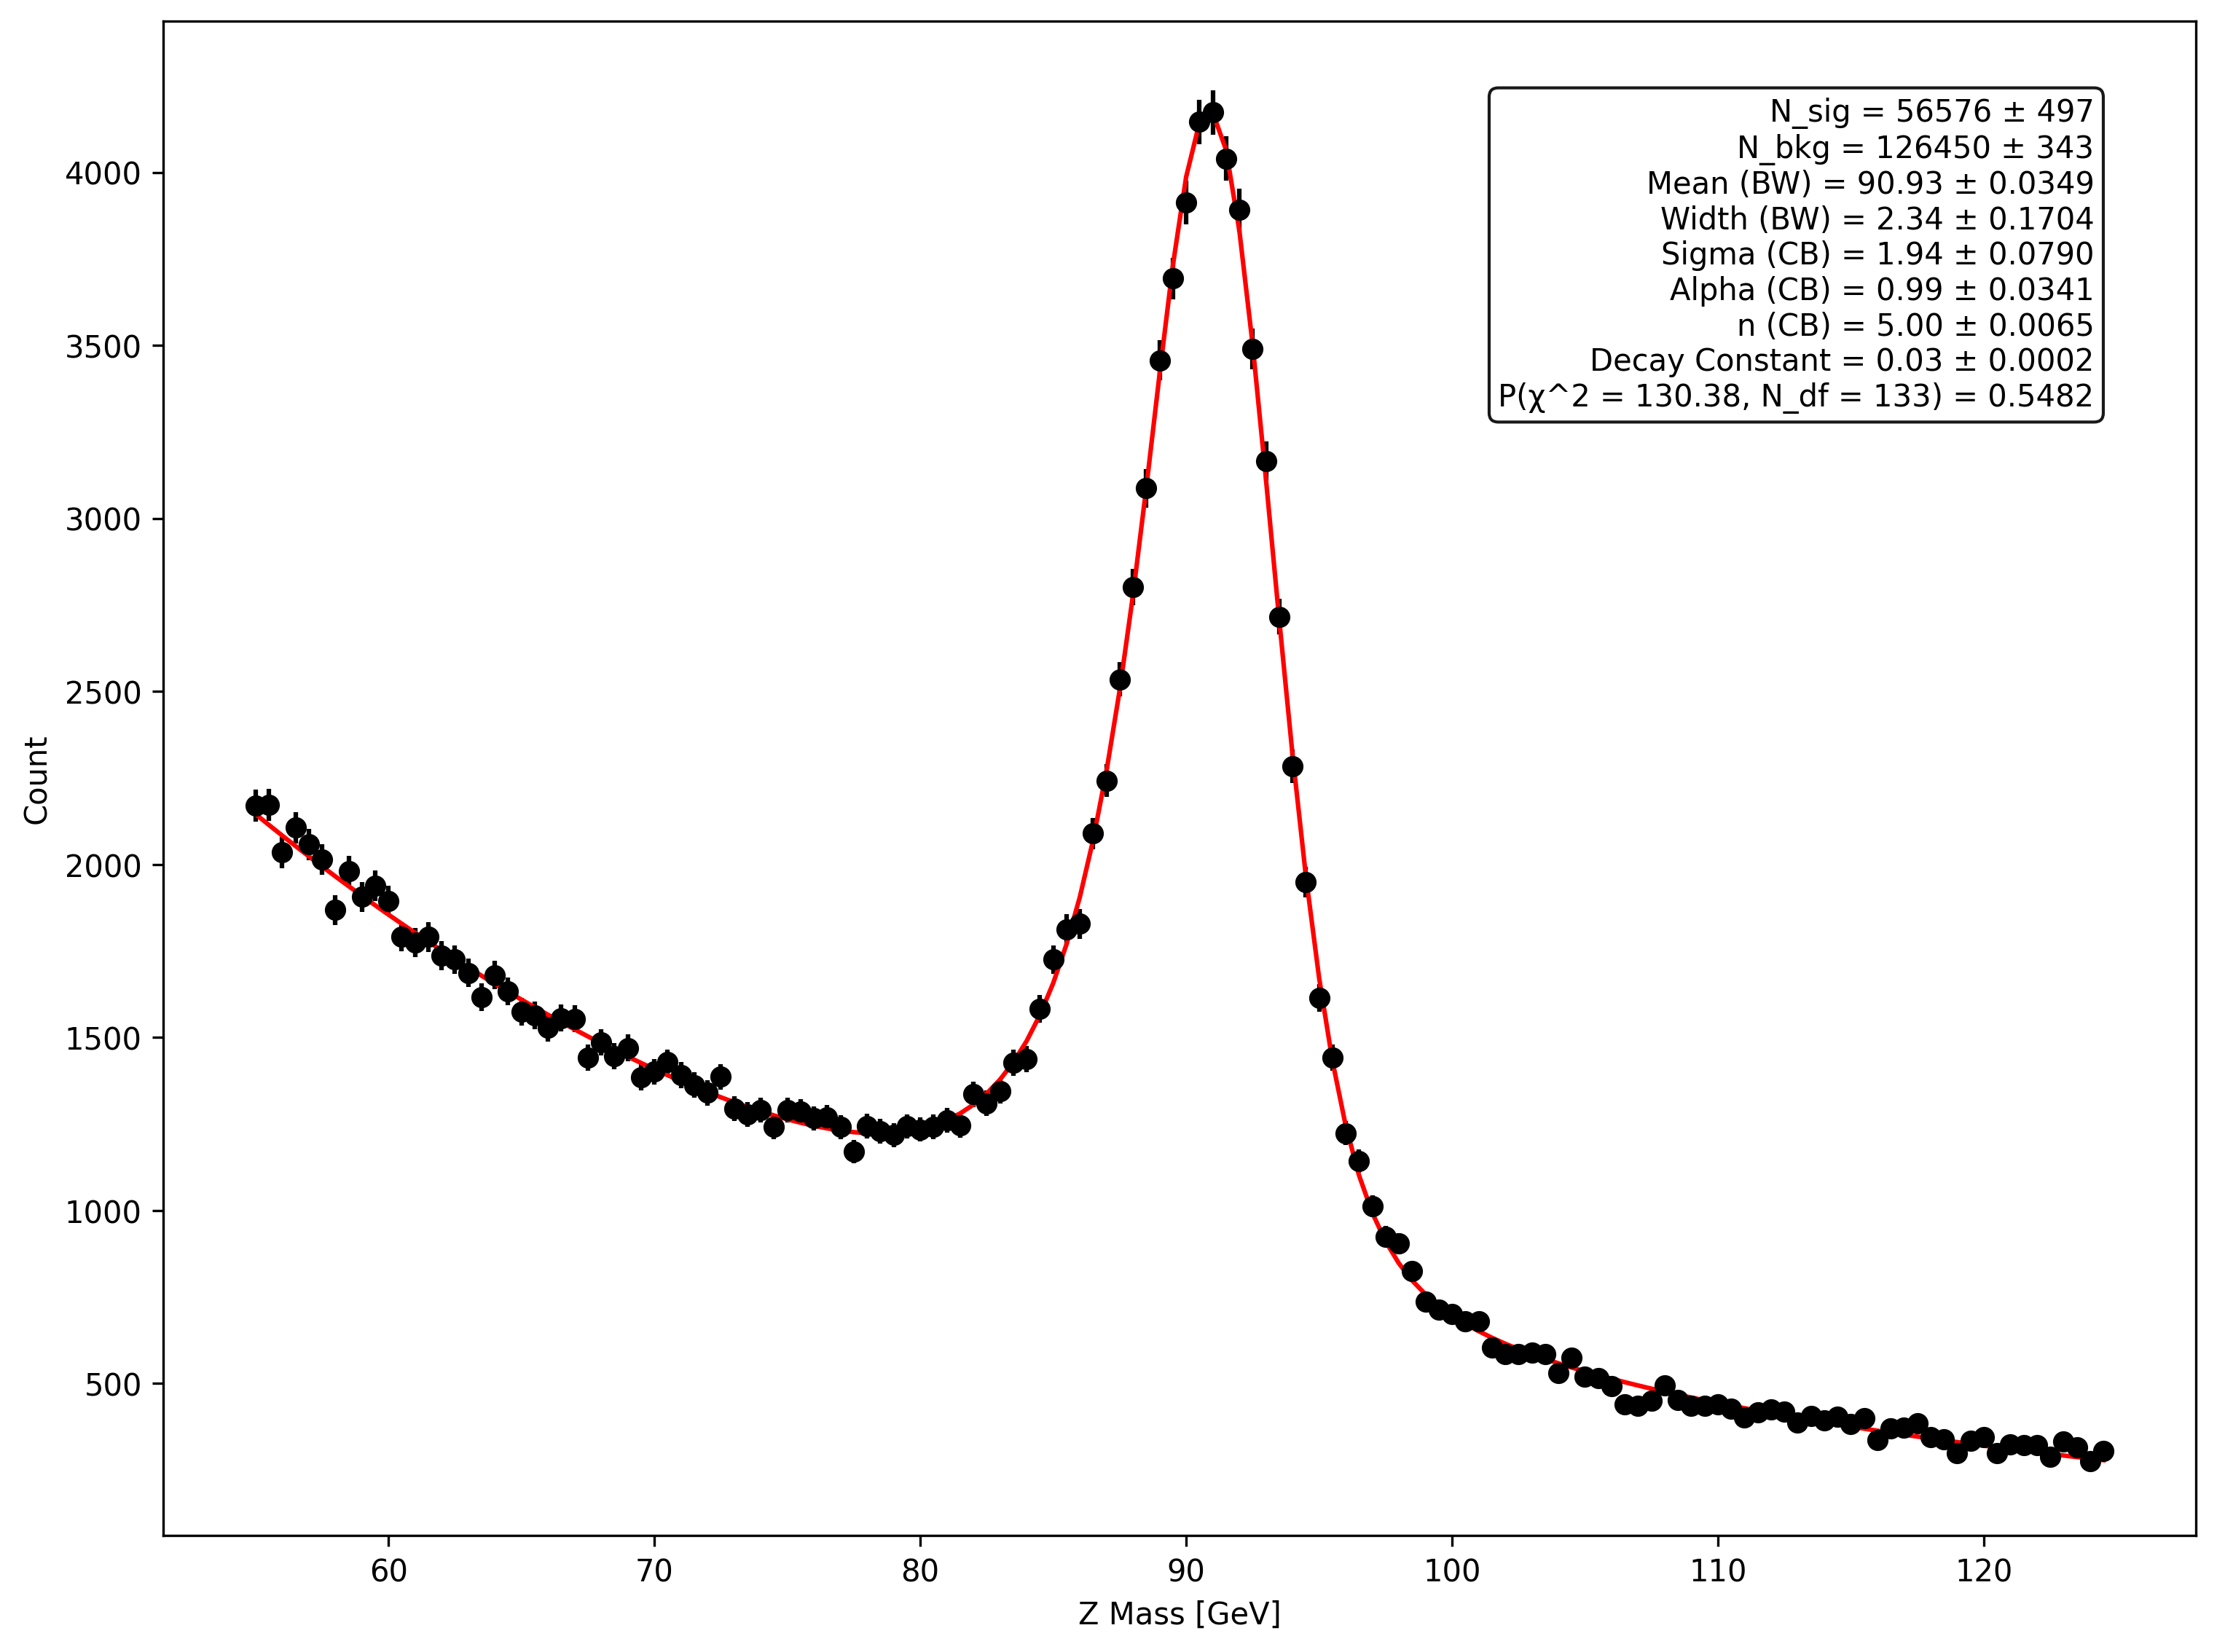 N_sig = 56576 ± 497
N_bkg = 126450 ± 343
Mean (BW) = 90.93 ± 0.0349
Width (BW) = 2.34 ± 0.1704
Sigma (CB) = 1.94 ± 0.0790
Alpha (CB) = 0.99 ± 0.0341
n (CB) = 5.00 ± 0.0065
Decay Constant = 0.03 ± 0.0002
P(χ^2 = 130.38, N_df = 133) = 0.5482
4000
3500
3000
2500
2000
1500
1000
500
Count
60 70 80 90 100 110 120
Z Mass [GeV]